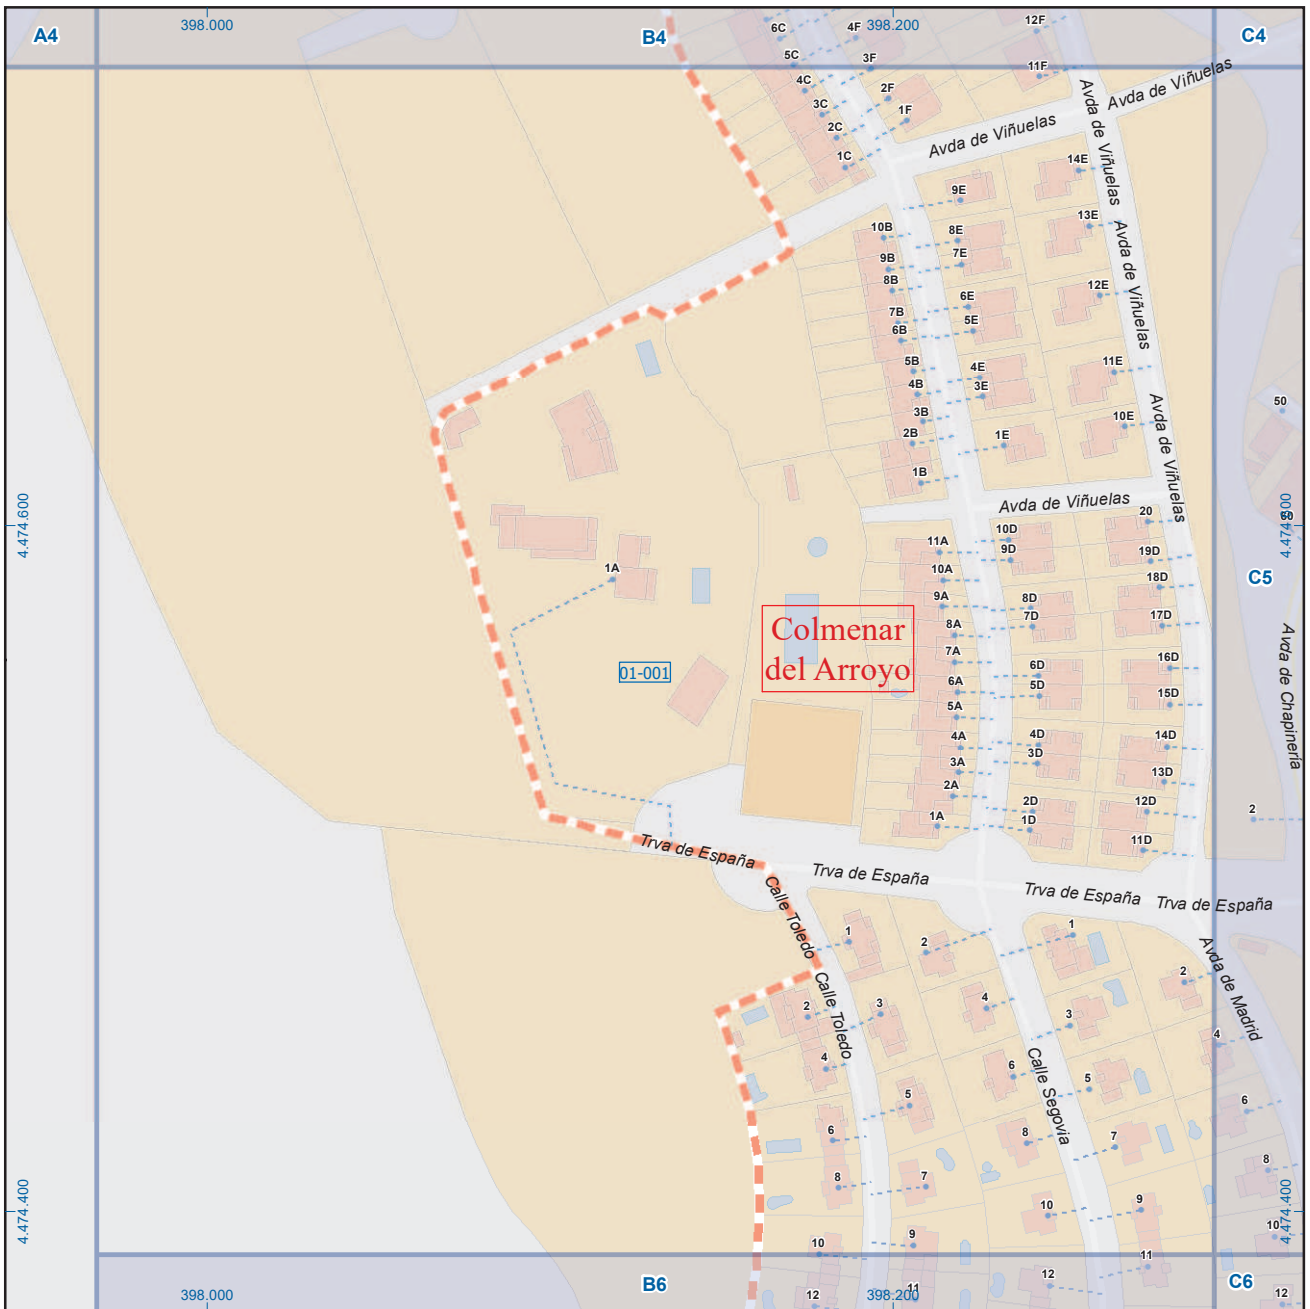 398.000
398.200
A4
B4
C4
6C
4F
12F
5C
3F
11F
4C
2F
3C
1F
2C
1C
Avda de Viñuelas
Avda de Viñuelas
Avda de Viñuelas
14E
9E
13E
10B
8E
Avda de Viñuelas
9B
7E
8B
12E
6E
7B
5E
6B
5B
4E
11E
4B
3E
50
3B
Avda de Viñuelas
10E
2B
1E
1B
Avda de Viñuelas
4.474.600
4.474.600
60
20
10D
11A
9D
19D
1A
10A
18D
C5
9A
8D
7D
17D
Colmenar
8A
7A
16D
del Arroyo
01-001
6D
6A
5D
15D
5A
Avda de Chapinería
4A
4D
14D
3A
3D
13D
2A
2D
12D
2
1A
1D
11D
Trva de España
Trva de España
Trva de España
Trva de España
Calle Toledo
1
2
1
Avda de Madrid
2
Calle Toledo
2
3
4
3
4
4
6
5
Calle Segovia
5
6
6
8
7
8
8
7
10
9
4.474.400
4.474.400
10
10
9
11
B6
12
11
C6
12
12
398.000
398.200